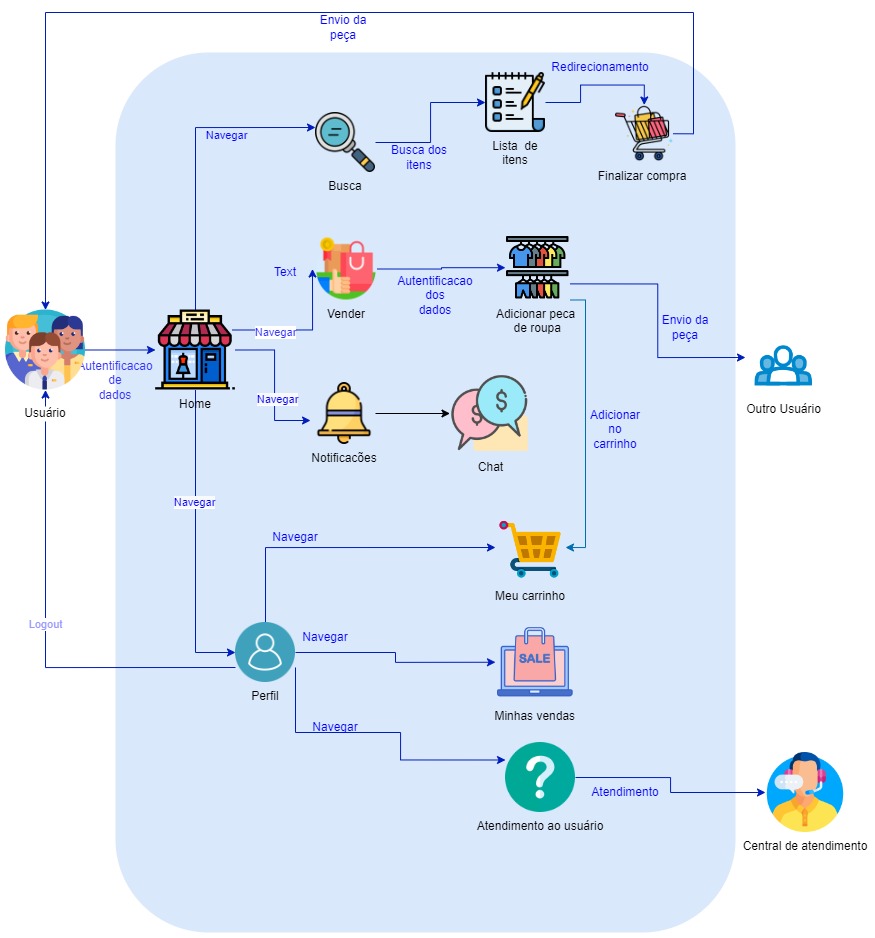 Envio da
peça
Redirecionamento
Navegar
Busca dos
itens
Lista de
itens
Finalizar compra
Busca
Text
Autentificacao
dos
dados
Vender
Adicionar peca
de roupa
Navegar
Envio da
peça
Autentificacao
de
dados
Usuário
Home
Navegar
Outro Usuário
Adicionar
no
carrinho
Notificacões
$
$
Chat
Navegar
Navegar
Meu carrinho
Logout
Navegar
SALE
Perfil
Minhas vendas
Navegar
?
Atendimento
Atendimento ao usuário
Central de atendimento